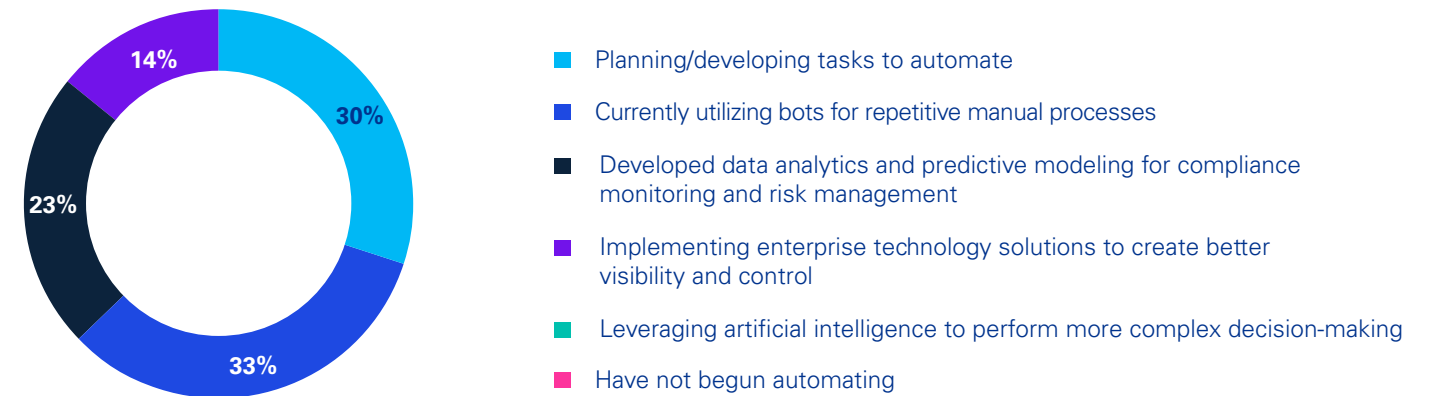 14%
30%
23%
33%
Planning/developing tasks to automate
Currently utilizing bots for repetitive manual processes
Developed data analytics and predictive modeling for compliance
monitoring and risk management
Implementing enterprise technology solutions to create better
visibility and control
Leveraging artificial intelligence to perform more complex decision-making
Have not begun automating